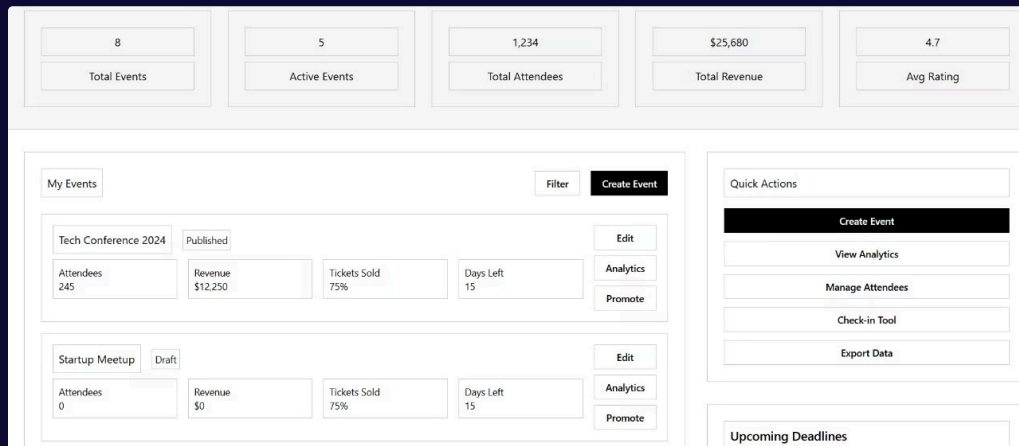 8
Total Events
5
Active Events
1,234
Total Attendees
$25,680
Total Revenue
4.7
Avg Rating
My Events
Filter
Create Event
Tech Conference 2024
Published
Attendees
245
Revenue
$12,250
Tickets Sold
75%
Days Left
15
Edit
Analytics
Promote
Startup Meetup
Draft
Attendees
0
Revenue
$0
Tickets Sold
75%
Days Left
15
Edit
Analytics
Promote
Quick Actions
Create Event
View Analytics
Manage Attendees
Check-in Tool
Export Data
Upcoming Deadlines